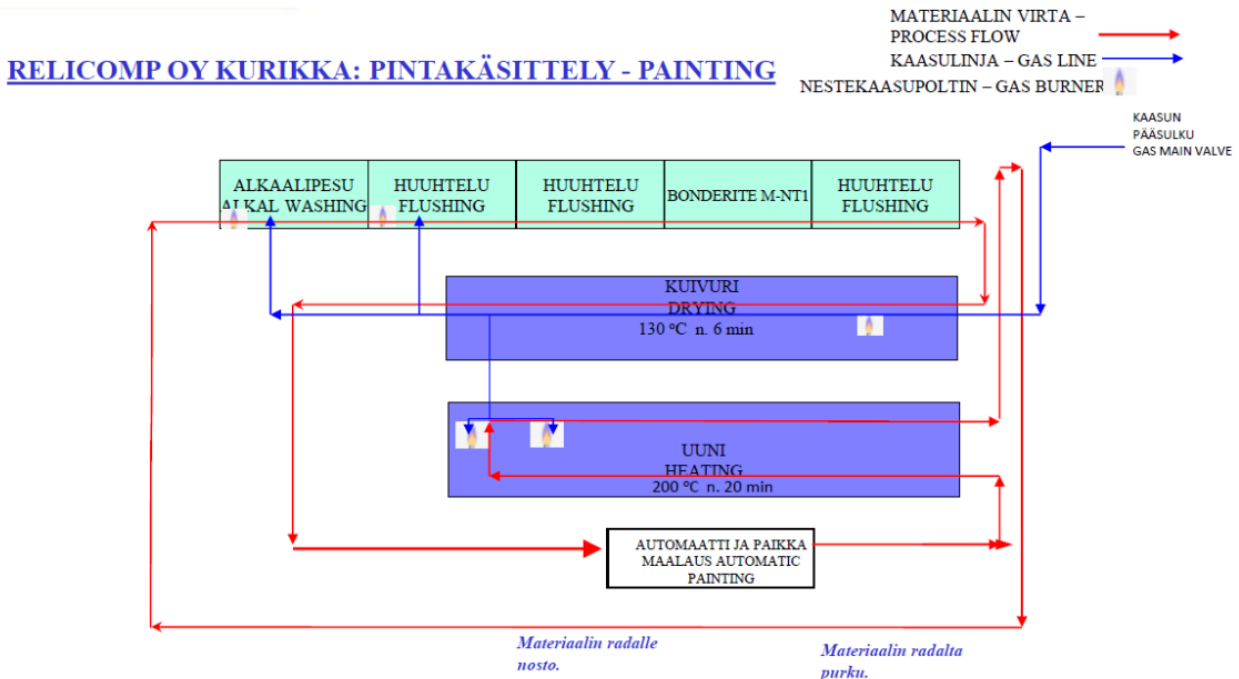 MATERIAALIN VIRTA –
PROCESS FLOW
KAASULINJA – GAS LINE
NESTEKAASUPOLTIN – GAS BURNER
RELICOMP OY KURIKKA: PINTAKÄSITTELY - PAINTING
KAASUN
PÄÄSULKU
GAS MAIN VALVE
ALKAALIPESU
ALKAL WASHING
HUUHTELU
FLUSHING
HUUHTELU
FLUSHING
BONDERITE M-NT1
HUUHTELU
FLUSHING
KUIVURI
DRYING
130 °C n. 6 min
UUNI
HEATING
200 °C n. 20 min
AUTOMAATTI JA PAIKKA
MAALAUS AUTOMATIC
PAINTING
Materiaalin radalle
nosto.
Materiaalin radalta
purku.